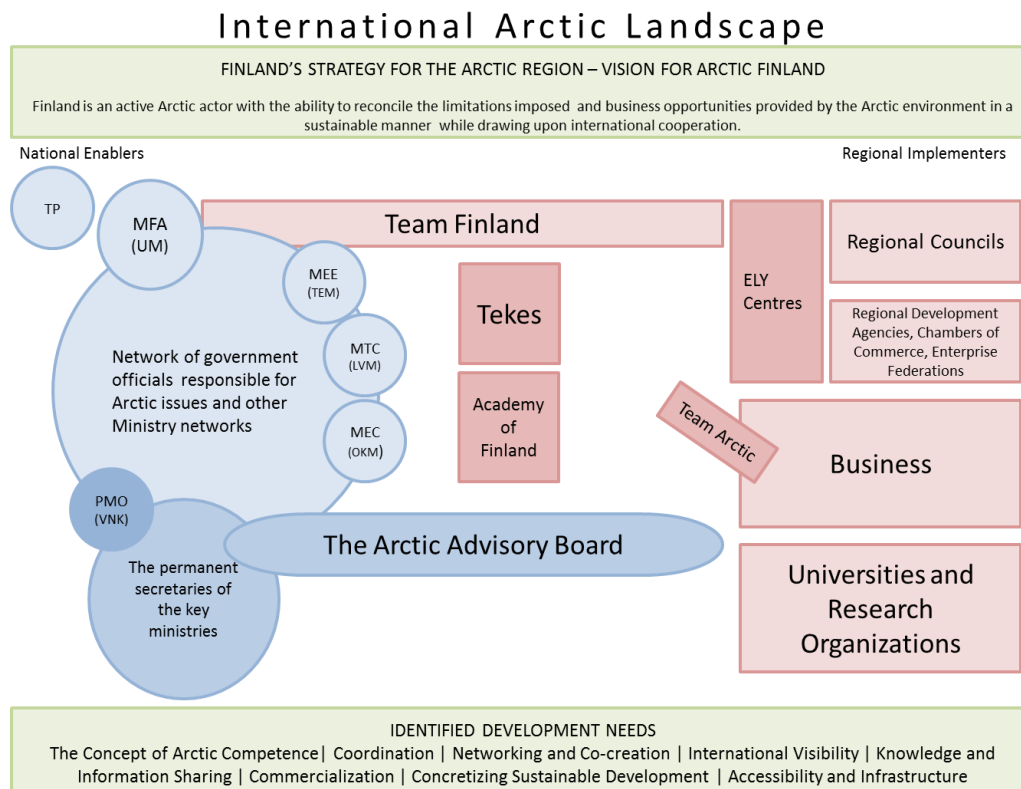 International Arctic Landscape
FINLAND'S STRATEGY FOR THE ARCTIC REGION – VISION FOR ARCTIC FINLAND
Finland is an active Arctic actor with the ability to reconcile the limitations imposed and business opportunities provided by the Arctic environment in a
sustainable manner while drawing upon international cooperation.
National Enablers
Regional Implementers
TP
MFA
(UM)
Team Finland
MEE
(TEM)
MTC
(LVM)
MEC
(OKM)
Network of government
officials responsible for
Arctic issues and other
Ministry networks
PMO
(VNK)
The permanent
secretaries of
the key
ministries
The Arctic Advisory Board
Tekes
Academy
of
Finland
ELY
Centres
Regional Councils
Regional Development
Agencies, Chambers of
Commerce, Enterprise
Federations
Team Arctic
Business
Universities and
Research
Organizations
IDENTIFIED DEVELOPMENT NEEDS
The Concept of Arctic Competence| Coordination | Networking and Co-creation | International Visibility | Knowledge and
Information Sharing | Commercialization | Concretizing Sustainable Development | Accessibility and Infrastructure